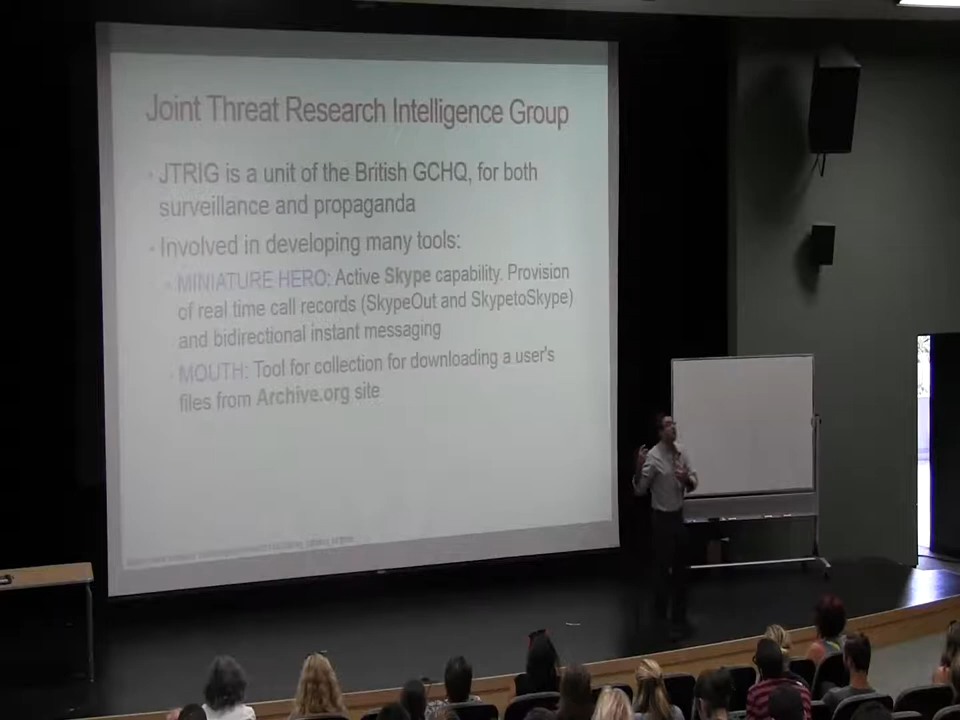 Joint Threat Research Intelligence Group
· JTRIG is a unit of the British GCHQ, for both
surveillance and propaganda
· Involved in developing many tools:
· MINIATURE HERO: Active Skype capability. Provision
of real time call records (SkypeOut and SkypetoSkype)
and bidirectional instant messaging
· MOUTH: Tool for collection for downloading a user's
files from Archive.org site